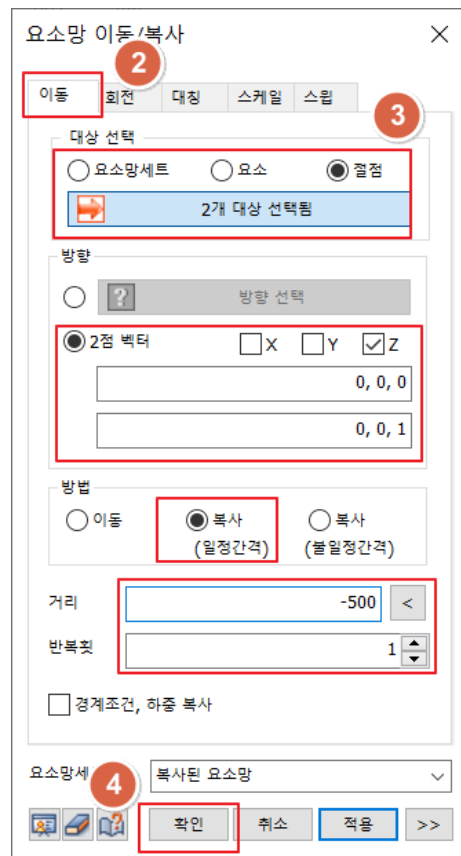 요소망 이동/복사
2
이동 회전 대칭 스케일 스윕
3
대상 선택
요소망세트 요소 절점
2개 대상 선택됨
방향
? 방향 선택
2점 벡터 X Y Z
0, 0, 0
0, 0, 1
방법
이동 복사 복사
(일정간격) (불일정간격)
거리 -500 <
반복횟 1
경계조건, 하중 복사
요소망세 복사된 요소망
4
확인 취소 적용 >>